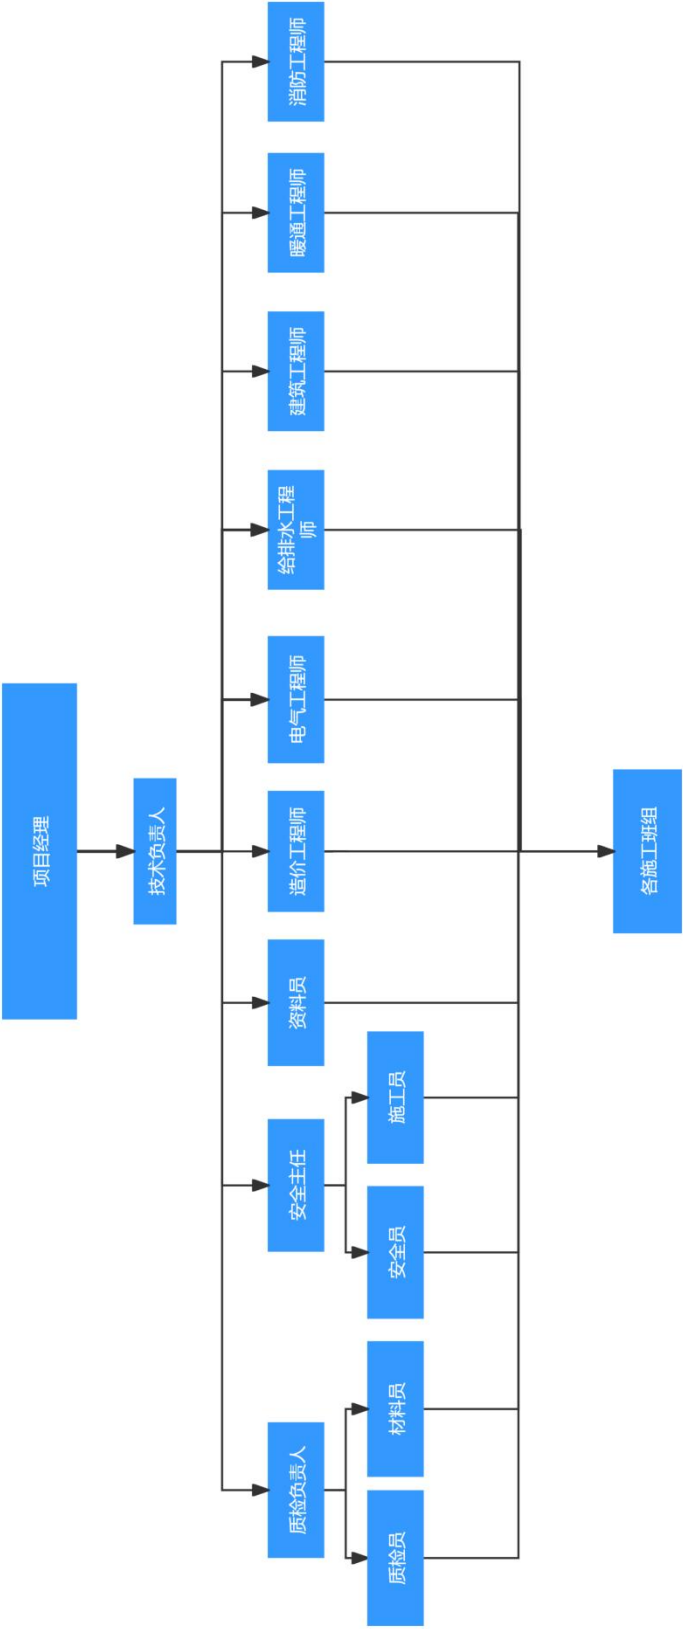 项目经理
技术负责人
质检负责人
安全主任
资料员
造价工程师
电气工程师
给排水工程
师
建筑工程师
暖通工程师
消防工程师
质检员
材料员
安全员
施工员
各施工班组